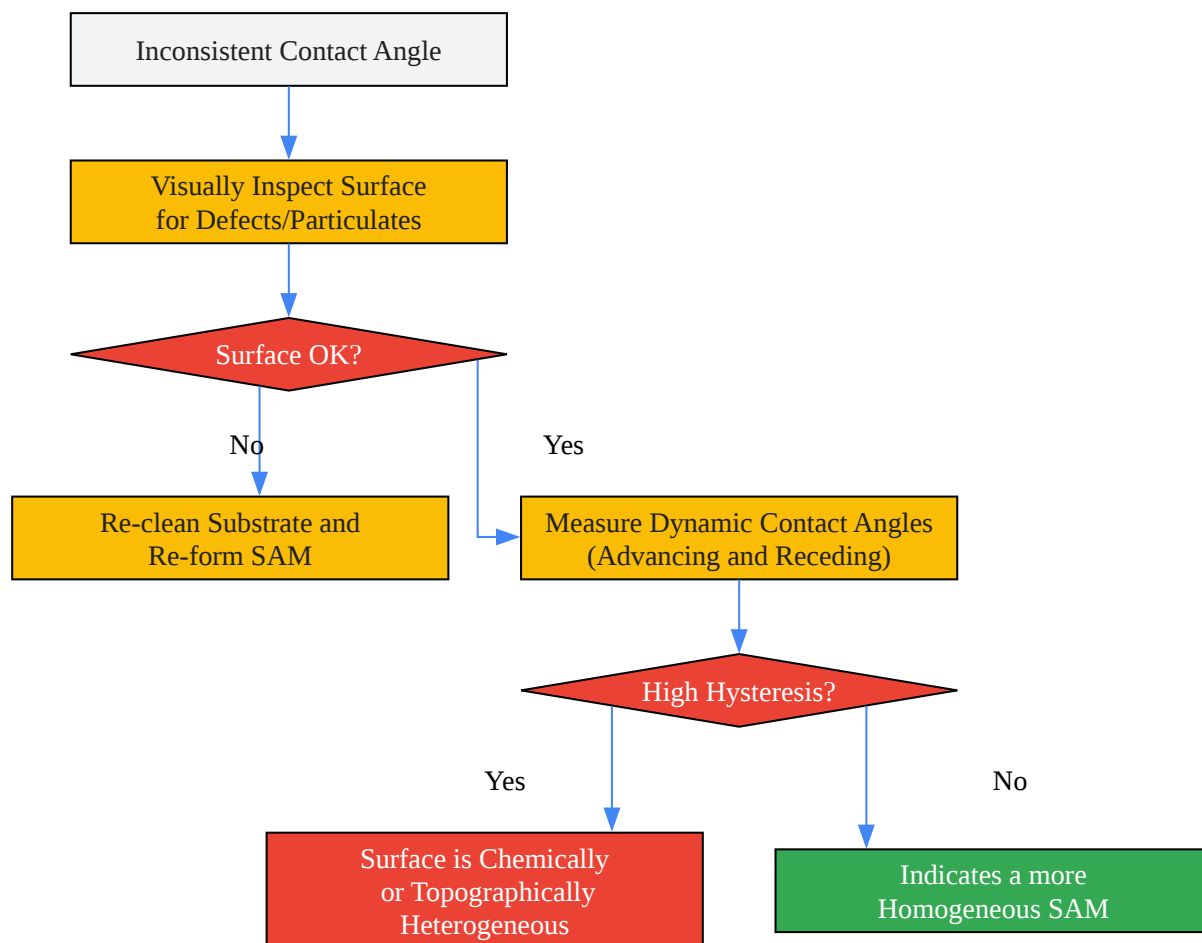 Inconsistent Contact Angle
Visually Inspect Surface
for Defects/Particulates
Surface OK?
No
Yes
Re-clean Substrate and
Re-form SAM
Measure Dynamic Contact Angles
(Advancing and Receding)
High Hysteresis?
Yes
No
Surface is Chemically
or Topographically
Heterogeneous
Indicates a more
Homogeneous SAM